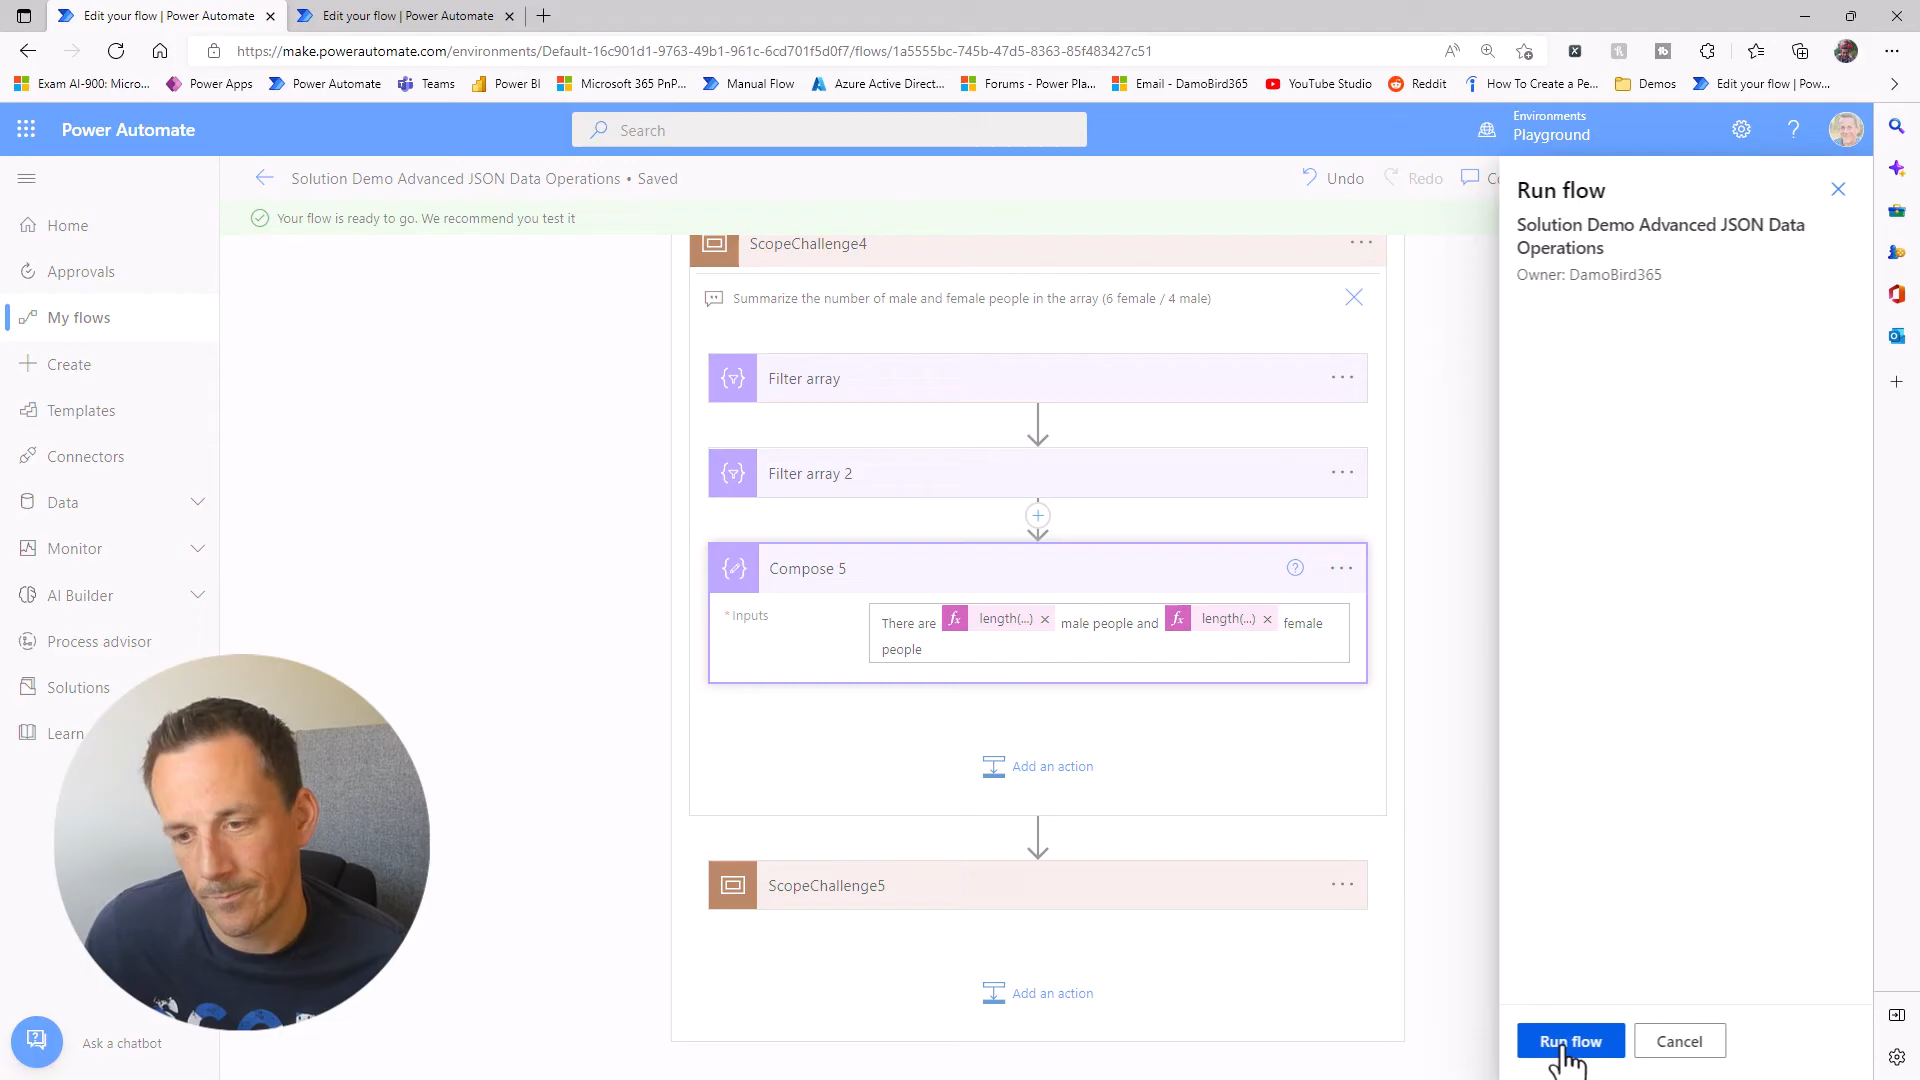 Edit your flow | Power Automate
Edit your flow | Power Automate
https://make.powerautomate.com/environments/Default-16c901d1-9763-49b1-961c-6cd701f5d0f7/flows/1a5555bc-745b-47d5-8363-85f483427c51
Exam AI-900: Micro...
Power Apps
Power Automate
Teams
Power BI
Microsoft 365 PnP...
Manual Flow
Azure Active Direct...
Forums - Power Pla...
Email - DamoBird365
YouTube Studio
Reddit
How To Create a Pe...
Demos
Edit your flow | Pow...
Power Automate
Search
Environments
Playground
Solution Demo Advanced JSON Data Operations • Saved
Undo
Redo
Your flow is ready to go. We recommend you test it
Home
Approvals
My flows
Create
Templates
Connectors
Data
Monitor
AI Builder
Process advisor
Solutions
Learn
Ask a chatbot
ScopeChallenge4
Summarize the number of male and female people in the array (6 female / 4 male)
Filter array
Filter array 2
Compose 5
* Inputs
There are fx length(...) × male people and fx length(...) × female
people
Add an action
ScopeChallenge5
Add an action
Run flow
Solution Demo Advanced JSON Data
Operations
Owner: DamoBird365
Run flow
Cancel